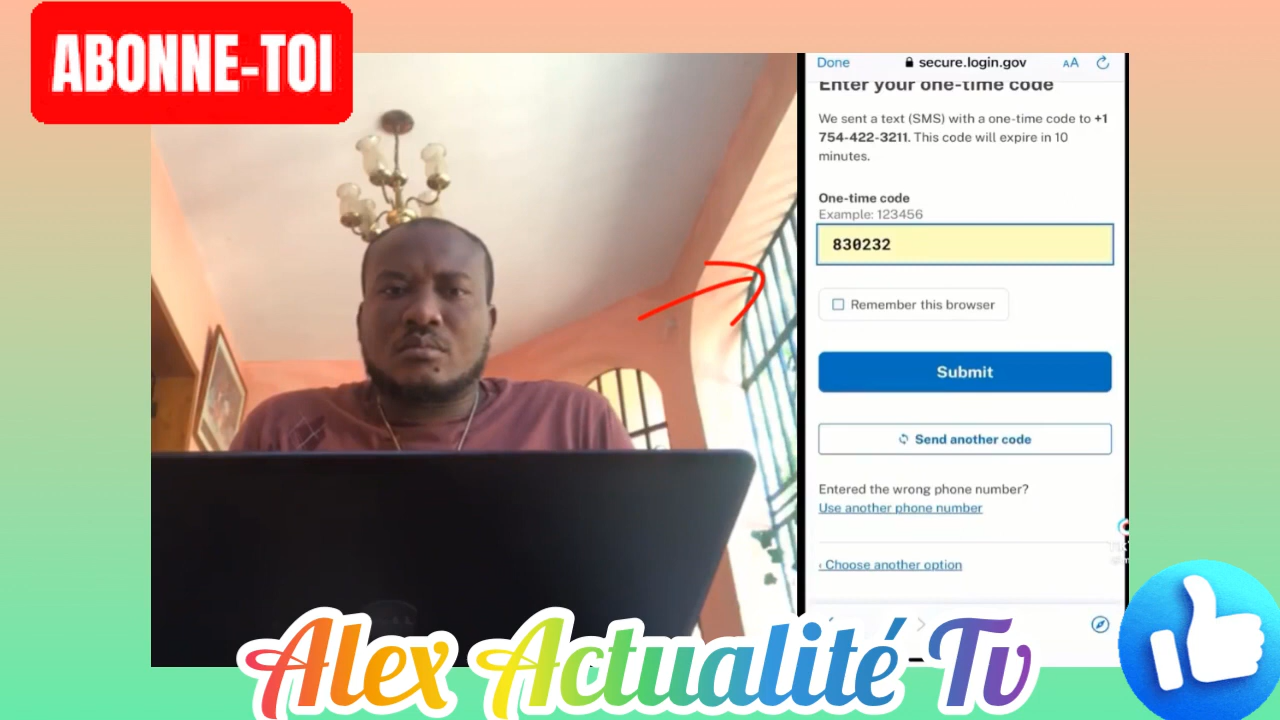 ABONNE-TOI
Done
secure.login.gov
AA
Enter your one-time code
We sent a text (SMS) with a one-time code to +1
754-422-3211. This code will expire in 10
minutes.
One-time code
Example: 123456
830232
Remember this browser
Submit
Send another code
Entered the wrong phone number?
Use another phone number
‹ Choose another option
Alex Actualité Tv